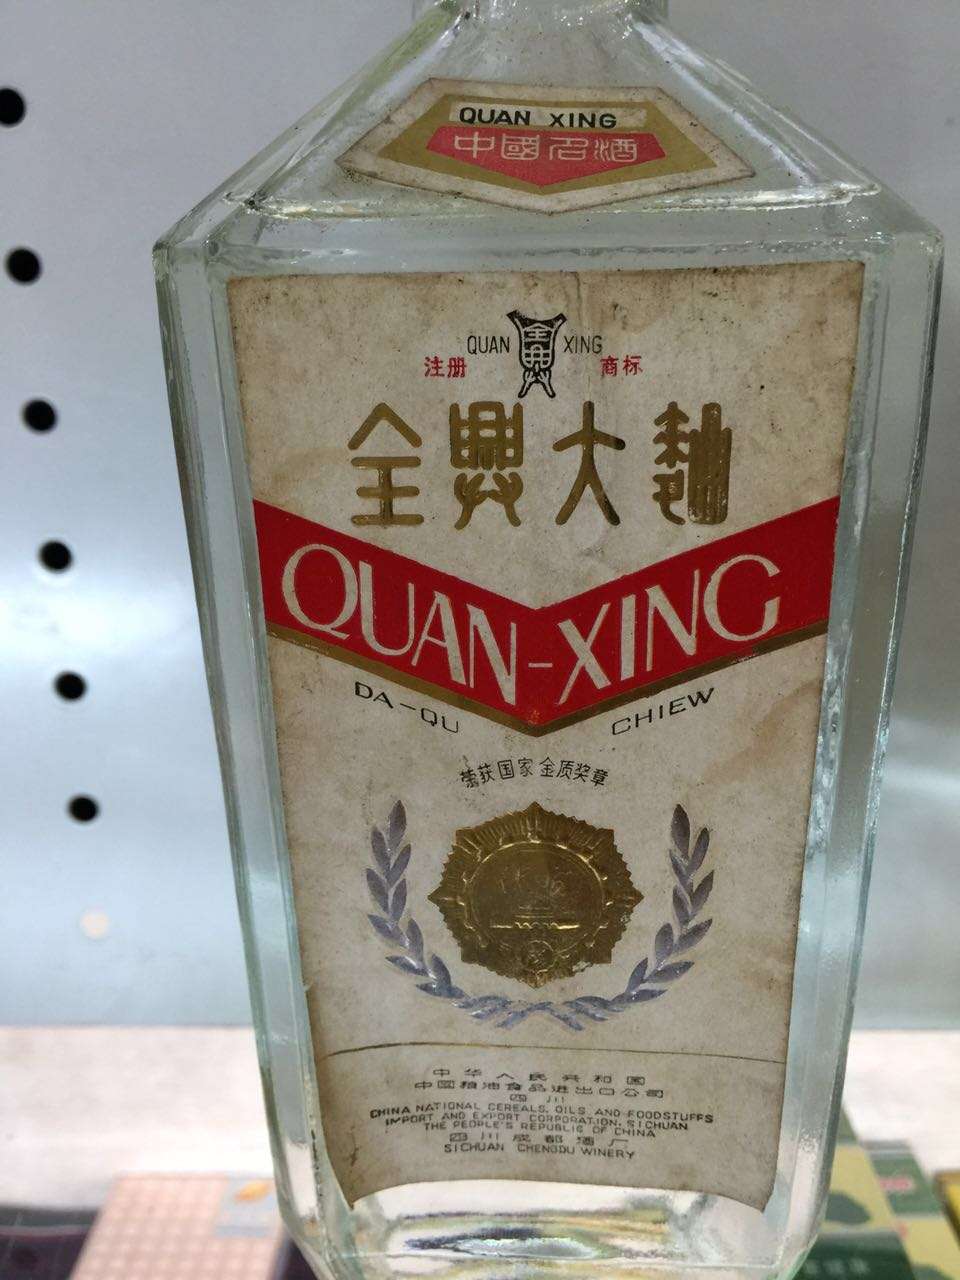 QUAN XING
中國名酒
QUAN 全興 XING
注册 商标
全興大麯
QUAN-XING
DA-QU CHIEW
荣获国家金质奖章
中华人民共和国
中國粮油食品进出口公司
四川
CHINA NATIONAL CEREALS, OILS AND FOODSTUFFS
IMPORT AND EXPORT CORPORATION, SICHUAN
THE PEOPLE'S REPUBLIC OF CHINA
四川成都酒厂
SICHUAN CHENGDU WINERY